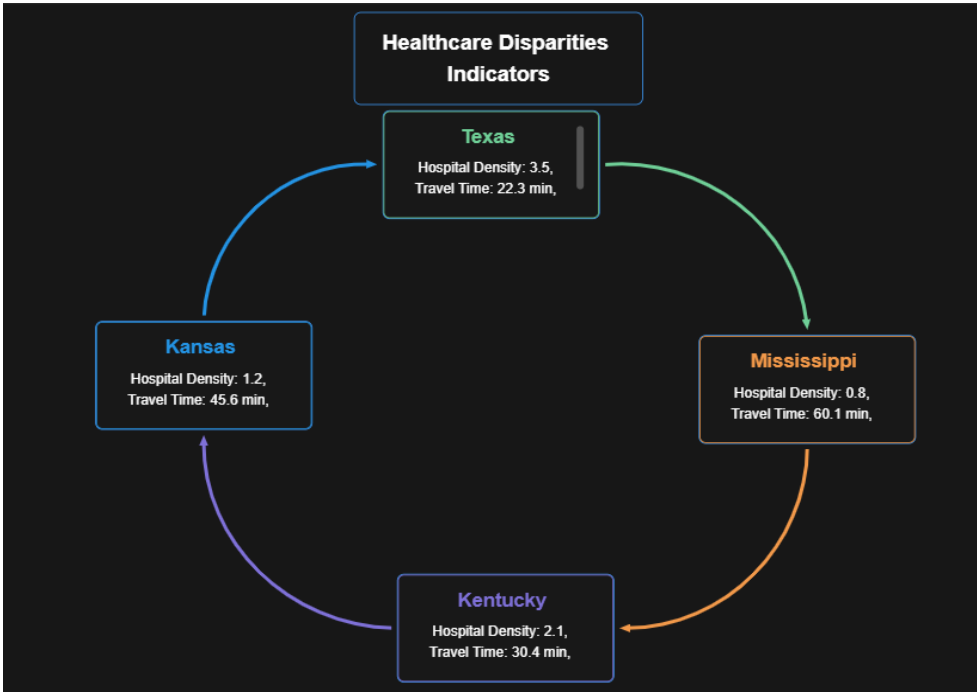 Healthcare Disparities
Indicators
Texas
Hospital Density: 3.5,
Travel Time: 22.3 min,
Mississippi
Hospital Density: 0.8,
Travel Time: 60.1 min,
Kentucky
Hospital Density: 2.1,
Travel Time: 30.4 min,
Kansas
Hospital Density: 1.2,
Travel Time: 45.6 min,